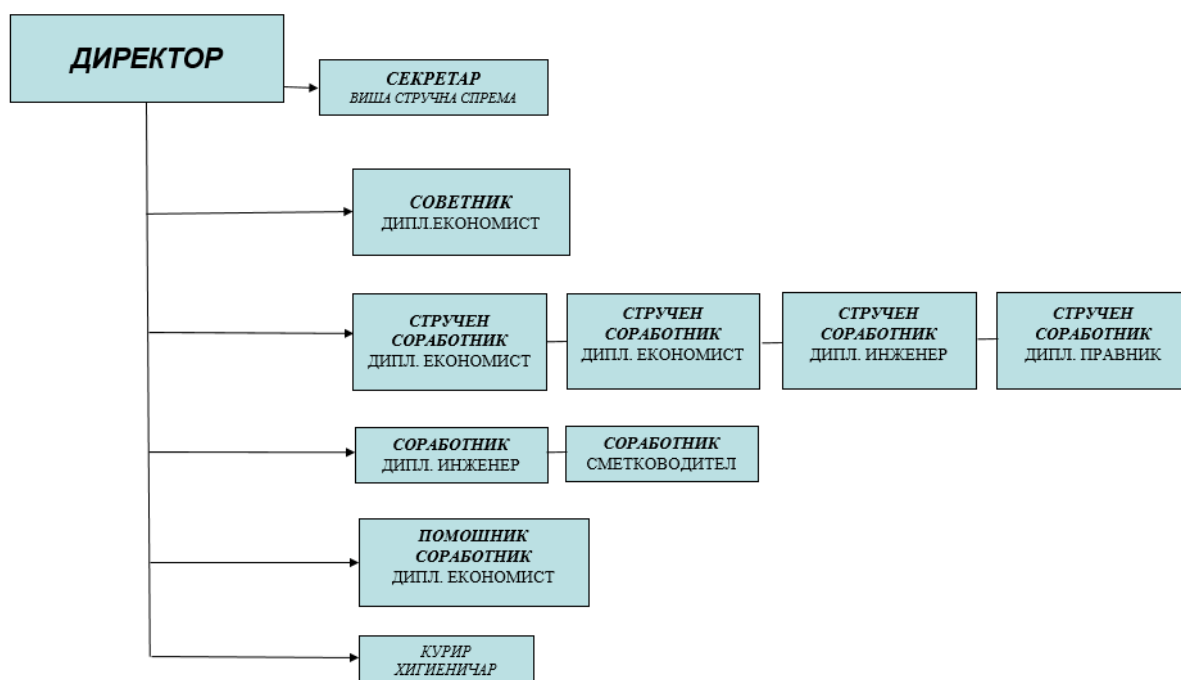 ДИРЕКТОР
СЕКРЕТАР
ВИША СТРУЧНА СПРЕМА
СОВЕТНИК
ДИПЛ.ЕКОНОМИСТ
СТРУЧЕН
СОРАБОТНИК
ДИПЛ. ЕКОНОМИСТ
СТРУЧЕН
СОРАБОТНИК
ДИПЛ. ЕКОНОМИСТ
СТРУЧЕН
СОРАБОТНИК
ДИПЛ. ИНЖЕНЕР
СТРУЧЕН
СОРАБОТНИК
ДИПЛ. ПРАВНИК
СОРАБОТНИК
ДИПЛ. ИНЖЕНЕР
СОРАБОТНИК
СМЕТКОВОДИТЕЛ
ПОМОШНИК
СОРАБОТНИК
ДИПЛ. ЕКОНОМИСТ
КУРИР
ХИГИЕНИЧАР